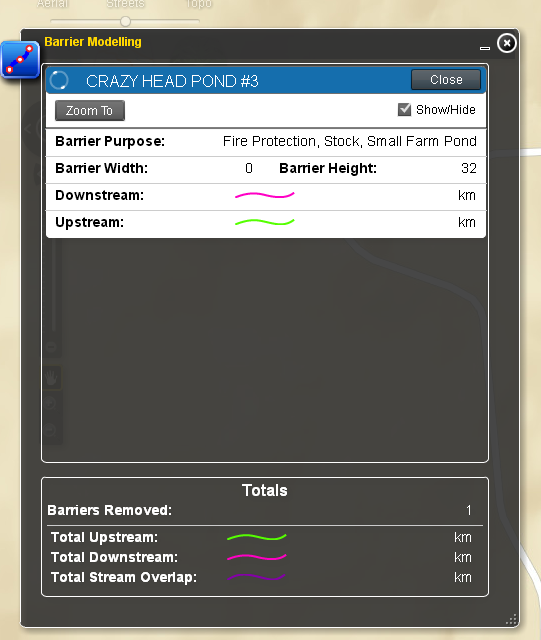 Aerial Streets Topo
Barrier Modelling
CRAZY HEAD POND #3 Close
Zoom To Show/Hide
Barrier Purpose: Fire Protection, Stock, Small Farm Pond
Barrier Width: 0 Barrier Height: 32
Downstream: km
Upstream: km
Totals
Barriers Removed: 1
Total Upstream: km
Total Downstream: km
Total Stream Overlap: km